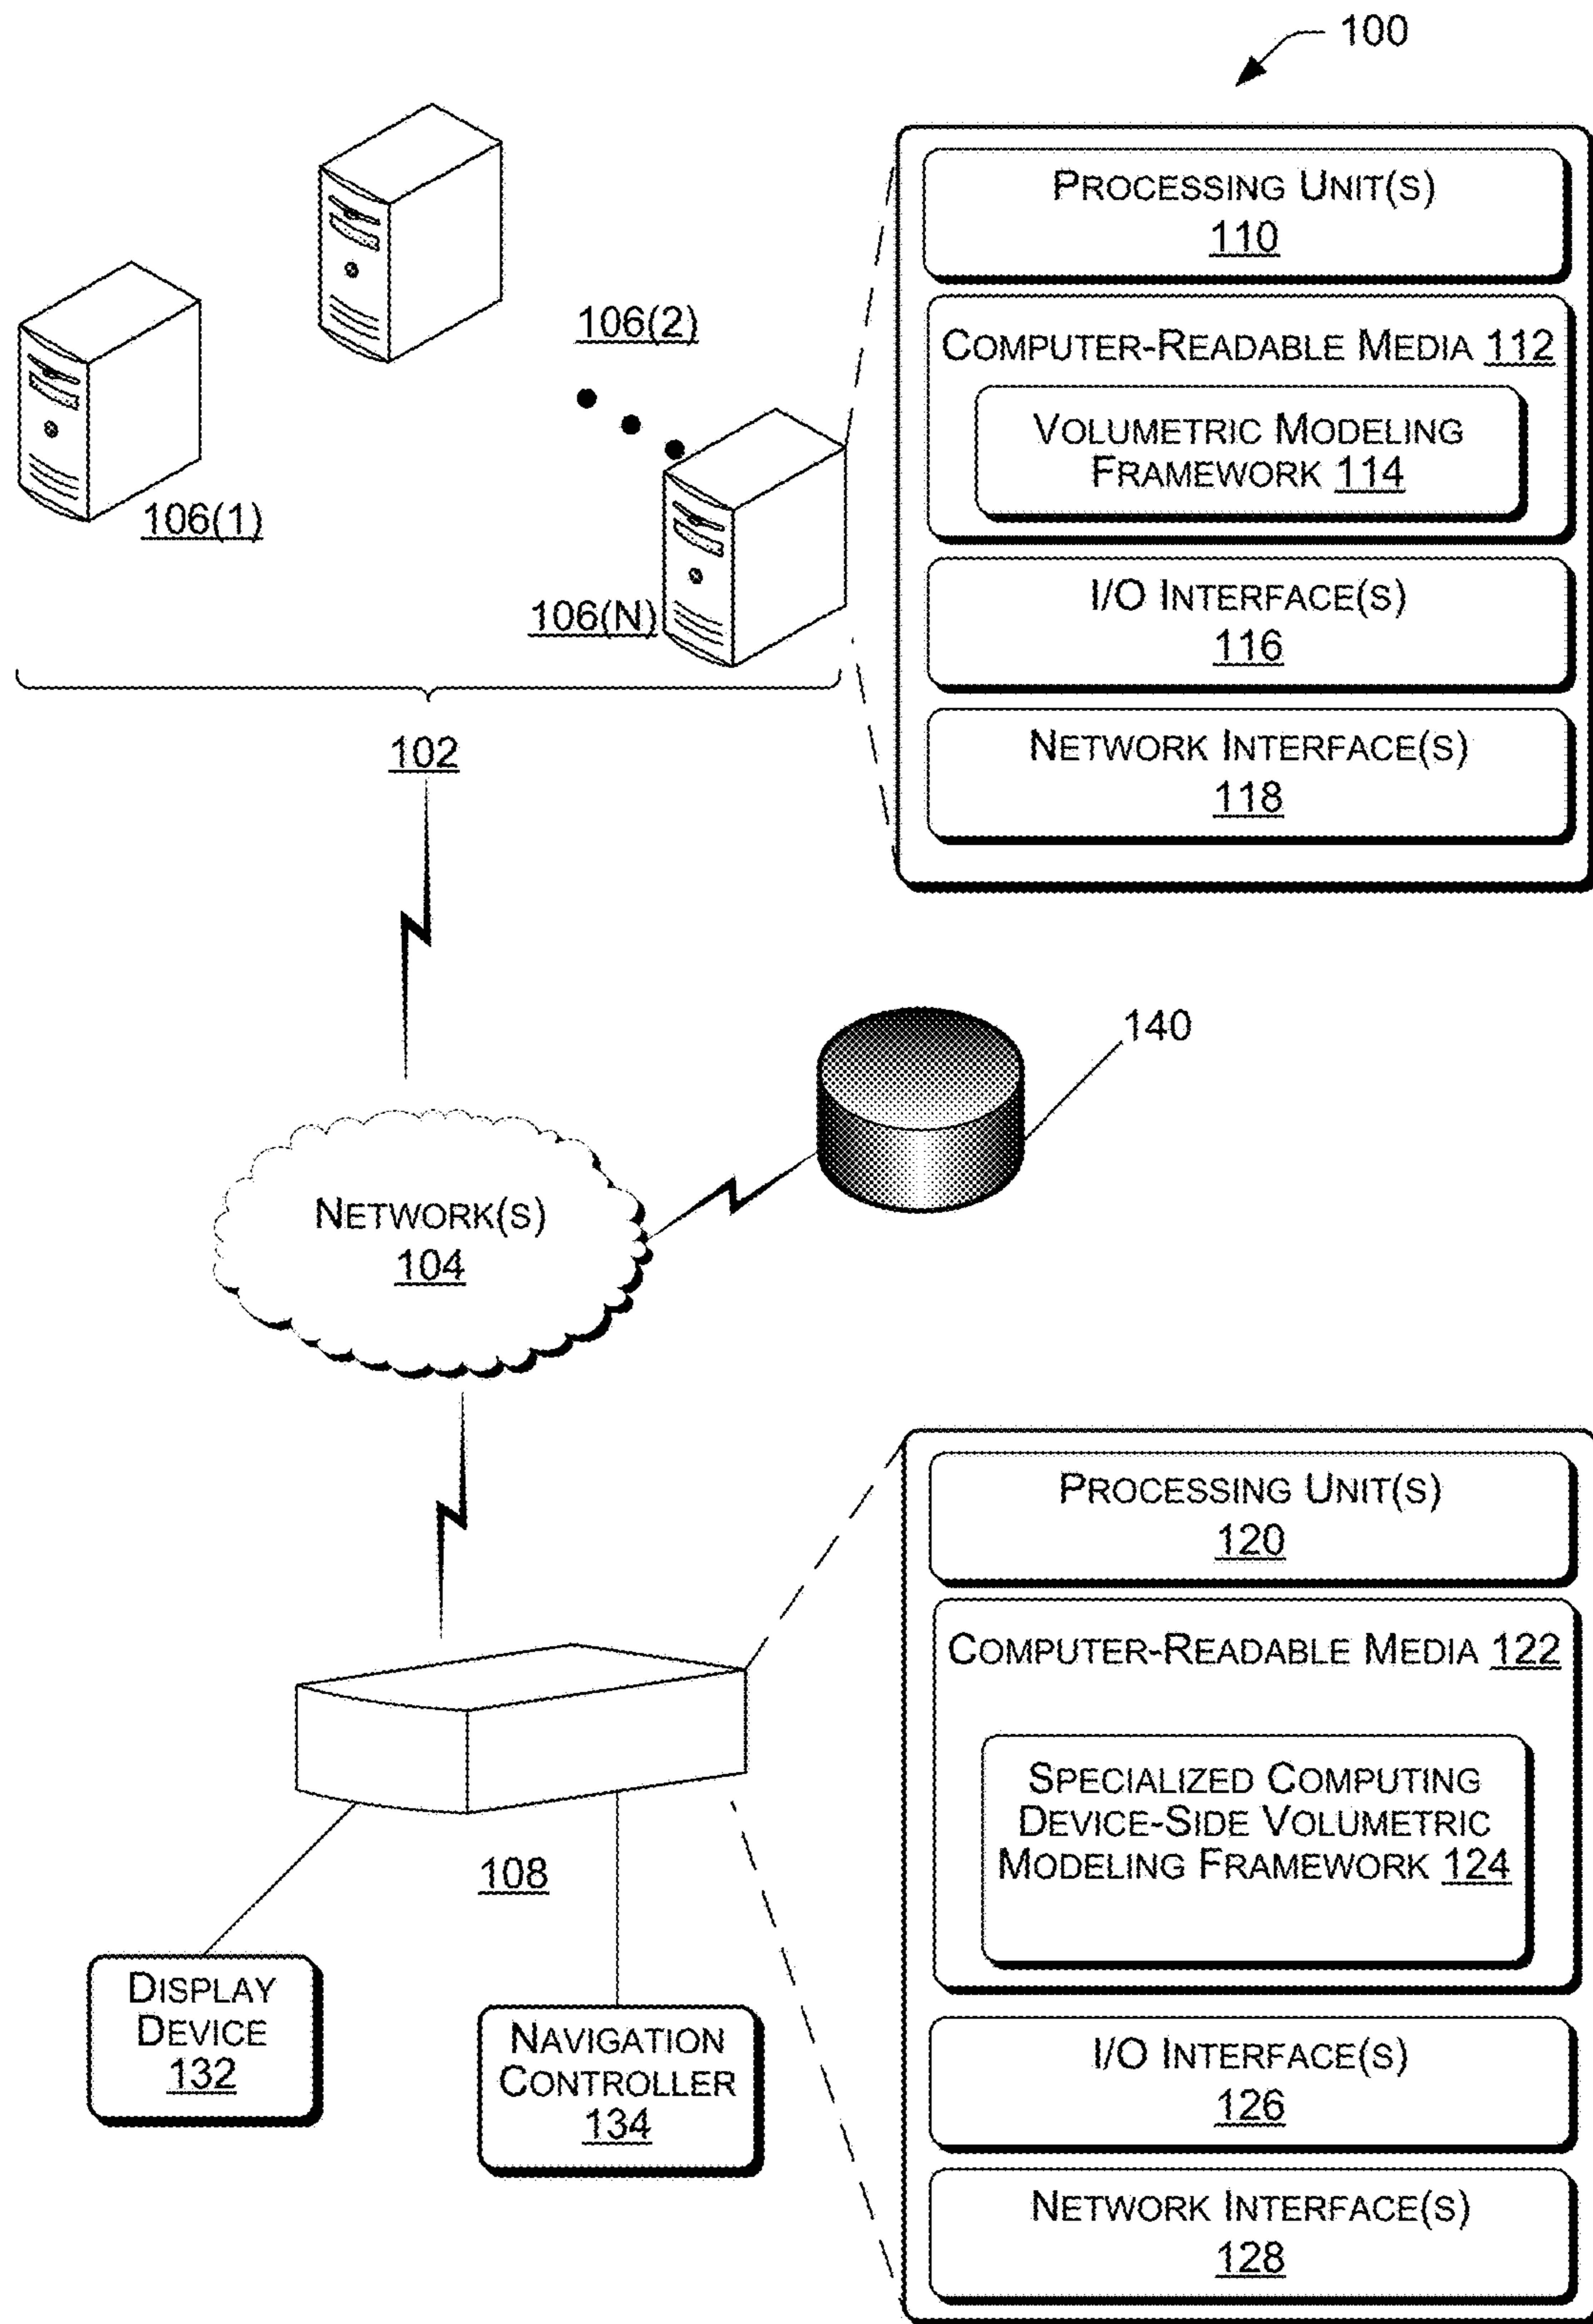 100
PROCESSING UNIT(S)
110
COMPUTER-READABLE MEDIA 112
VOLUMETRIC MODELING
FRAMEWORK 114
I/O INTERFACE(S)
116
NETWORK INTERFACE(S)
118
106(1)
106(2)
106(N)
102
140
NETWORK(S)
104
108
DISPLAY
DEVICE
132
NAVIGATION
CONTROLLER
134
PROCESSING UNIT(S)
120
COMPUTER-READABLE MEDIA 122
SPECIALIZED COMPUTING
DEVICE-SIDE VOLUMETRIC
MODELING FRAMEWORK 124
I/O INTERFACE(S)
126
NETWORK INTERFACE(S)
128